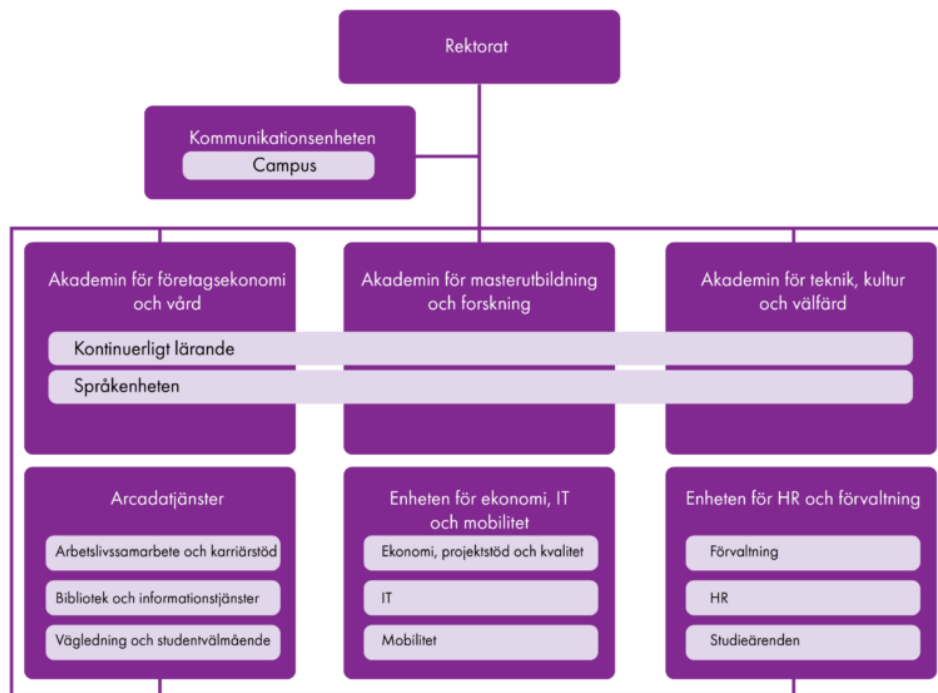 Rektorat
Kommunikationsenheten
Campus
Akademin för företagsekonomi
och vård
Akademin för masterutbildning
och forskning
Akademin för teknik, kultur
och välfärd
Kontinuerligt lärande
Språkenheten
Arcadatjänster
Arbetslivssamarbete och karriärstöd
Bibliotek och informationstjänster
Vägledning och studentvälmående
Enheten för ekonomi, IT
och mobilitet
Ekonomi, projektstöd och kvalitet
IT
Mobilitet
Enheten för HR och förvaltning
Förvaltning
HR
Studieärenden